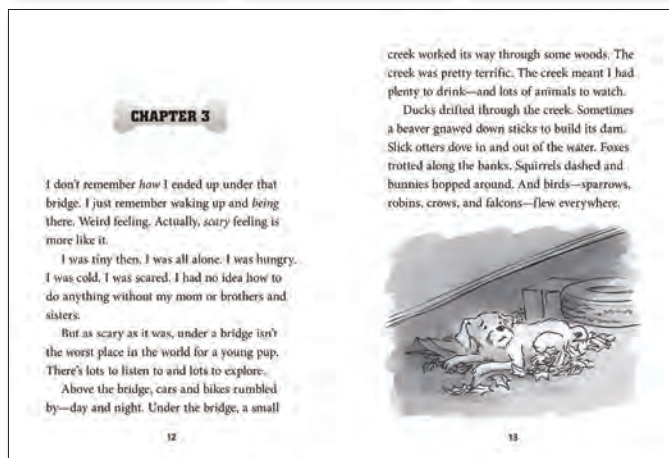 CHAPTER 3
I don't remember how I ended up under that
bridge. I just remember waking up and being
there. Weird feeling. Actually, scary feeling is
more like it.
I was tiny then. I was all alone. I was hungry.
I was cold. I was scared. I had no idea how to
do anything without my mom or brothers and
sisters.
But as scary as it was, under a bridge isn't
the worst place in the world for a young pup.
There's lots to listen to and lots to explore.
Above the bridge, cars and bikes rumbled
by—day and night. Under the bridge, a small
12
creek worked its way through some woods. The
creek was pretty terrific. The creek meant I had
plenty to drink—and lots of animals to watch.
Ducks drifted through the creek. Sometimes
a beaver gnawed down sticks to build its dam.
Slick otters dove in and out of the water. Foxes
trotted along the banks. Squirrels dashed and
bunnies hopped around. And birds—sparrows,
robins, crows, and falcons—flew everywhere.
13